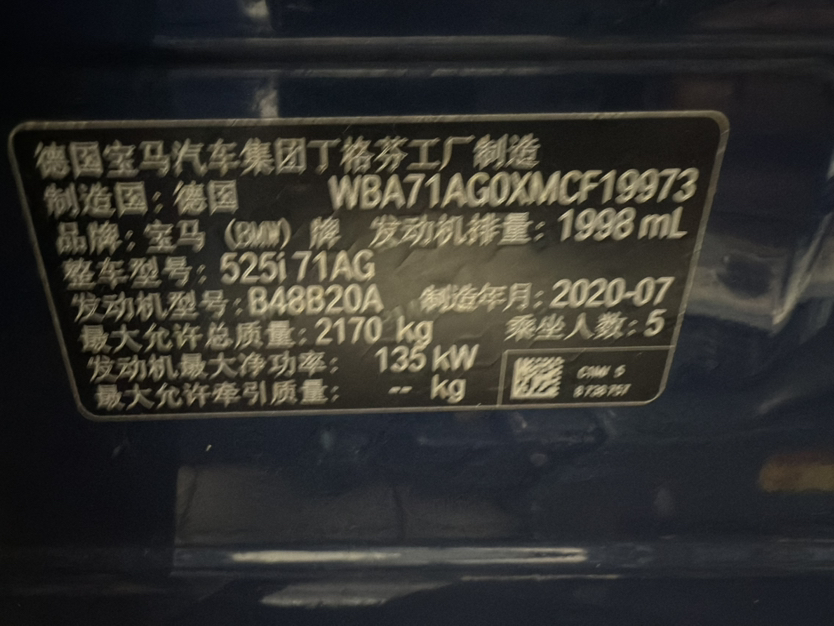 德国宝马汽车集团丁格芬工厂制造
制造国：德国 WBA71AG0XMCF19973
品牌：宝马（BMW）牌 发动机排量：1998 mL
整车型号：525i 71AG
发动机型号：B48B20A 制造年月：2020-07
最大允许总质量：2170 kg 乘坐人数：5
发动机最大净功率： 135 kW
最大允许牵引质量： -- kg